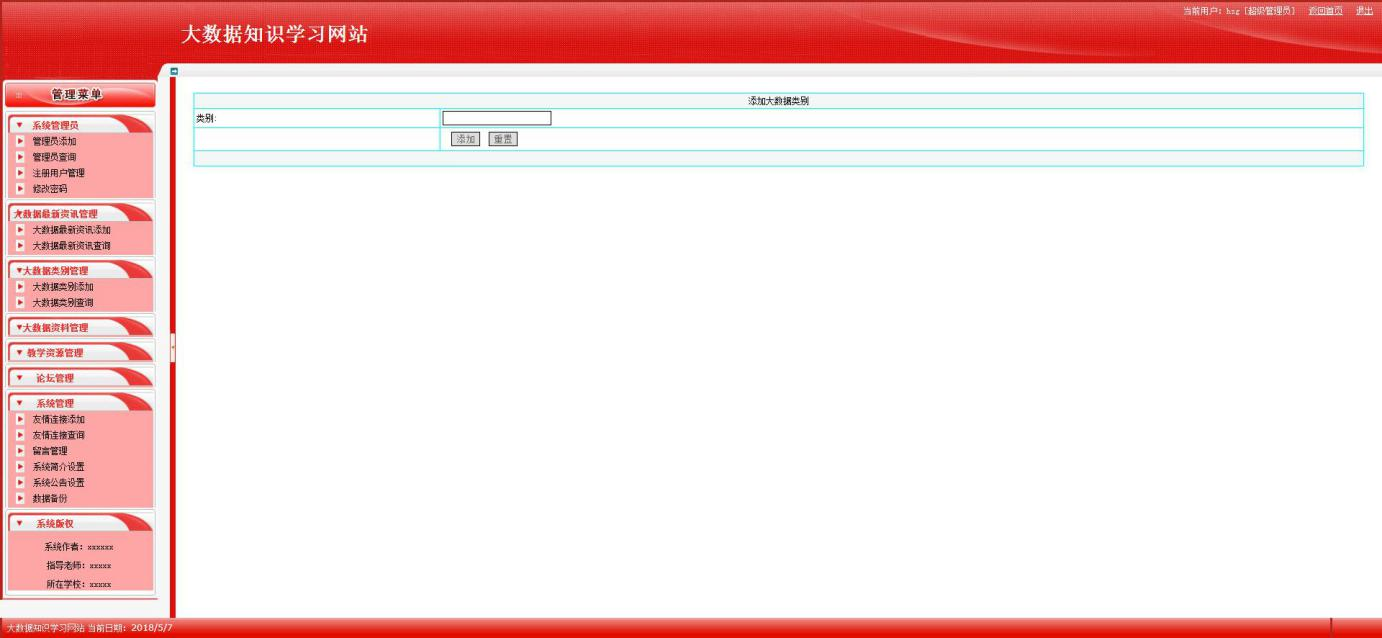 当前用户: hsg [超级管理员] 返回首页 退出
大数据知识学习网站
管理菜单
系统管理员
管理员添加
管理员查询
注册用户管理
修改密码
大数据最新资讯管理
大数据最新资讯添加
大数据最新资讯查询
大数据类别管理
大数据类别添加
大数据类别查询
大数据资料管理
教学资源管理
论坛管理
系统管理
友情连接添加
友情连接查询
留言管理
系统简介设置
系统公告设置
数据备份
系统版权
系统作者: xxxxxx
指导老师: xxxxx
所在学校: xxxxx
添加大数据类别
类别:
添加 重置
大数据知识学习网站 当前日期: 2018/5/7